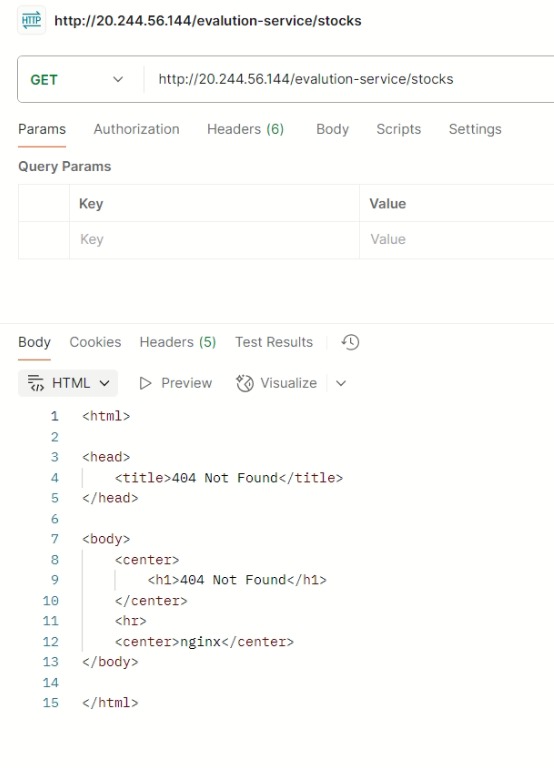 HTTP http://20.244.56.144/evalution-service/stocks
GET http://20.244.56.144/evalution-service/stocks
Params Authorization Headers (6) Body Scripts Settings
Query Params
Key Value
Key Value
Body Cookies Headers (5) Test Results
HTML Preview Visualize
1 <html>
2
3 <head>
4 <title>404 Not Found</title>
5 </head>
6
7 <body>
8 <center>
9 <h1>404 Not Found</h1>
10 </center>
11 <hr>
12 <center>nginx</center>
13 </body>
14
15 </html>